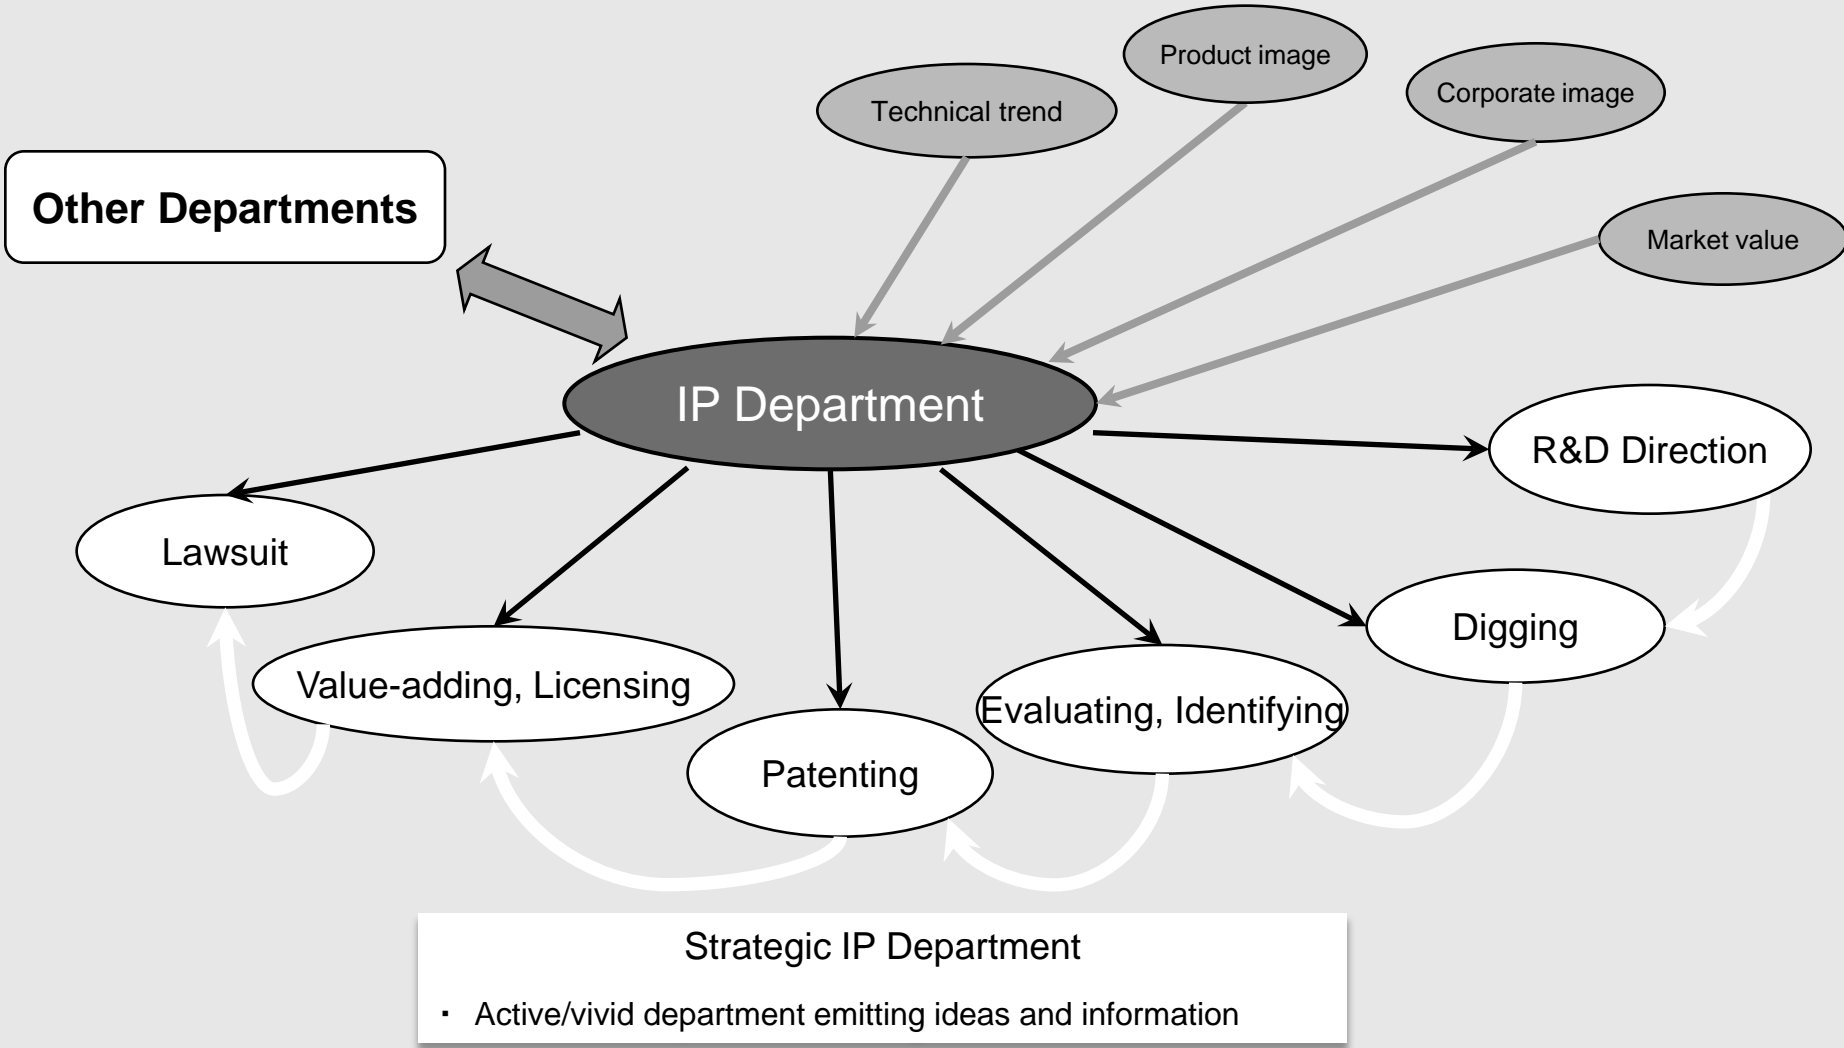 Product image
Technical trend
Corporate image
Other Departments
Market value
IP Department
R&D Direction
Lawsuit
Digging
Value-adding, Licensing
Evaluating, Identifying
Patenting
Strategic IP Department
・ Active/vivid department emitting ideas and information